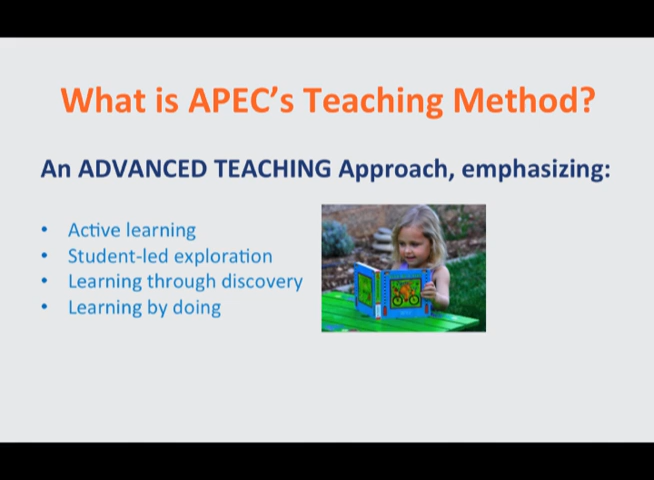 What is APEC's Teaching Method?
An ADVANCED TEACHING Approach, emphasizing:
• Active learning
• Student-led exploration
• Learning through discovery
• Learning by doing